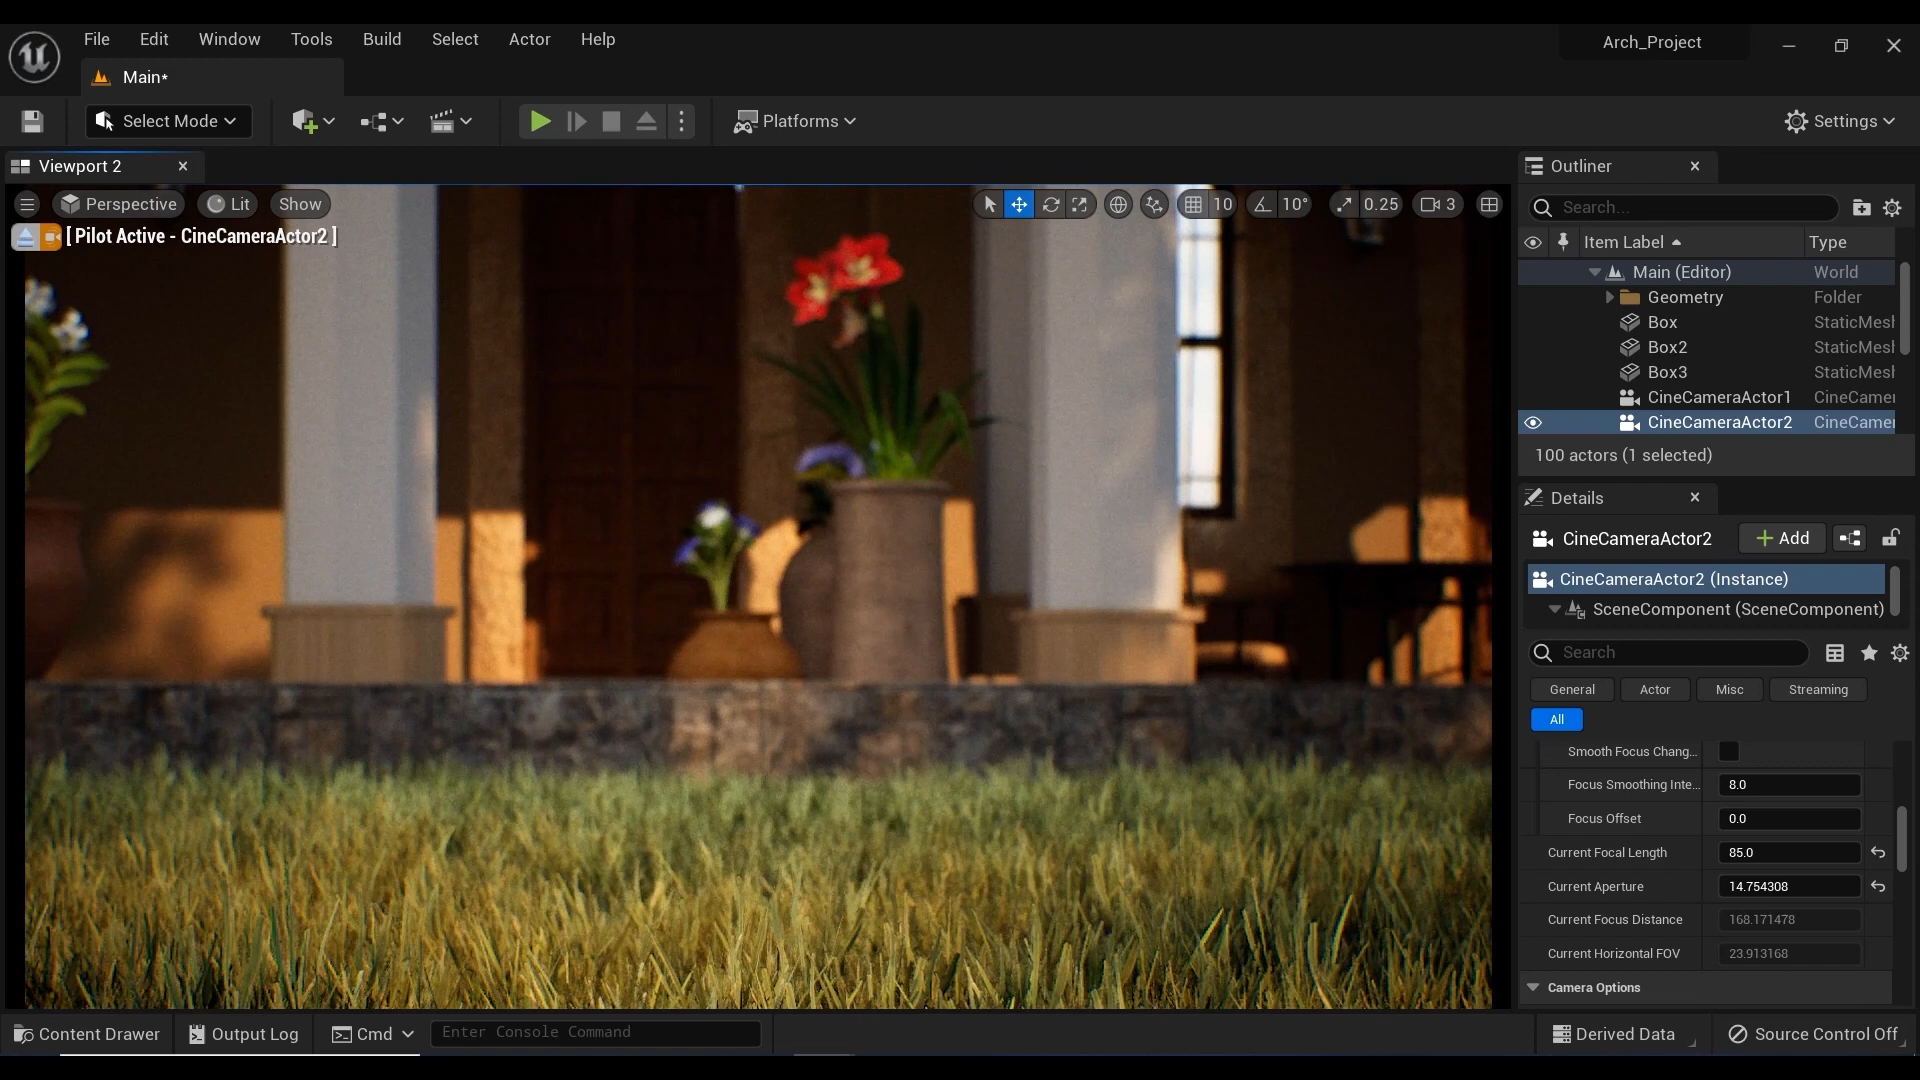 File Edit Window Tools Build Select Actor Help
Arch_Project
Main*
Select Mode
Platforms
Settings
Viewport 2
Perspective Lit Show
10 10° 0.25 3
[ Pilot Active - CineCameraActor2 ]
Outliner
Search...
Item Label Type
Main (Editor) World
Geometry Folder
Box StaticMesh
Box2 StaticMesh
Box3 StaticMesh
CineCameraActor1 CineCamer
CineCameraActor2 CineCamer
100 actors (1 selected)
Details
CineCameraActor2 Add
CineCameraActor2 (Instance)
SceneComponent (SceneComponent)
Search
General Actor Misc Streaming
All
Smooth Focus Chang...
Focus Smoothing Inte... 8.0
Focus Offset 0.0
Current Focal Length 85.0
Current Aperture 14.754308
Current Focus Distance 168.171478
Current Horizontal FOV 23.913168
Camera Options
Content Drawer Output Log Cmd Enter Console Command
Derived Data Source Control Off